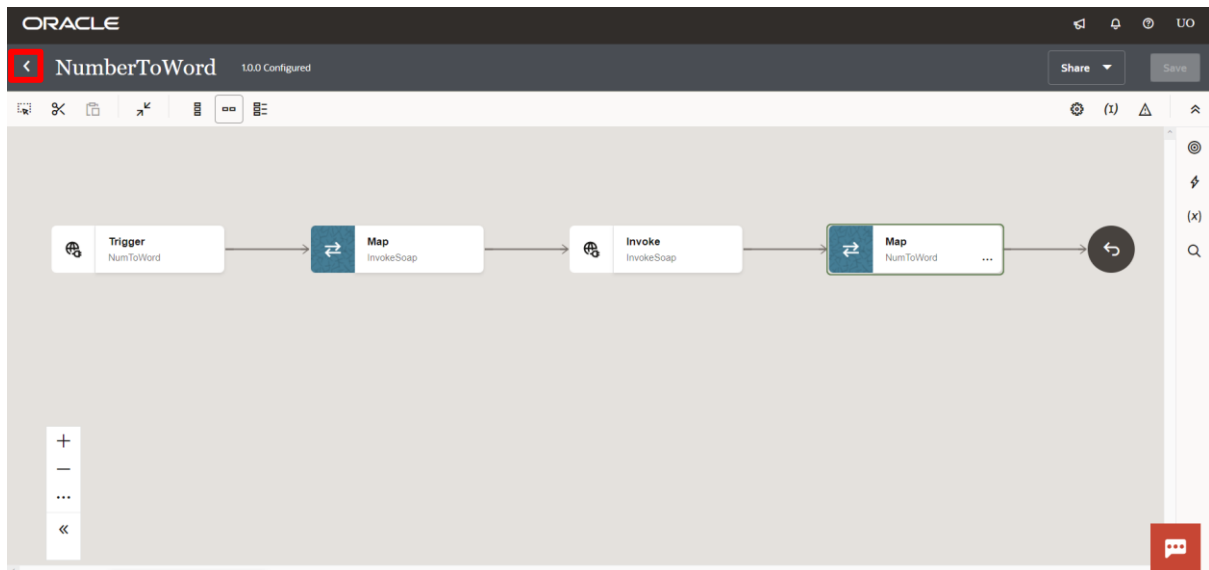 ORACLE
UO
NumberToWord 1.0.0 Configured
Share
Save
(I)
(x)
Trigger
NumToWord
Map
InvokeSoap
Invoke
InvokeSoap
Map
NumToWord
...